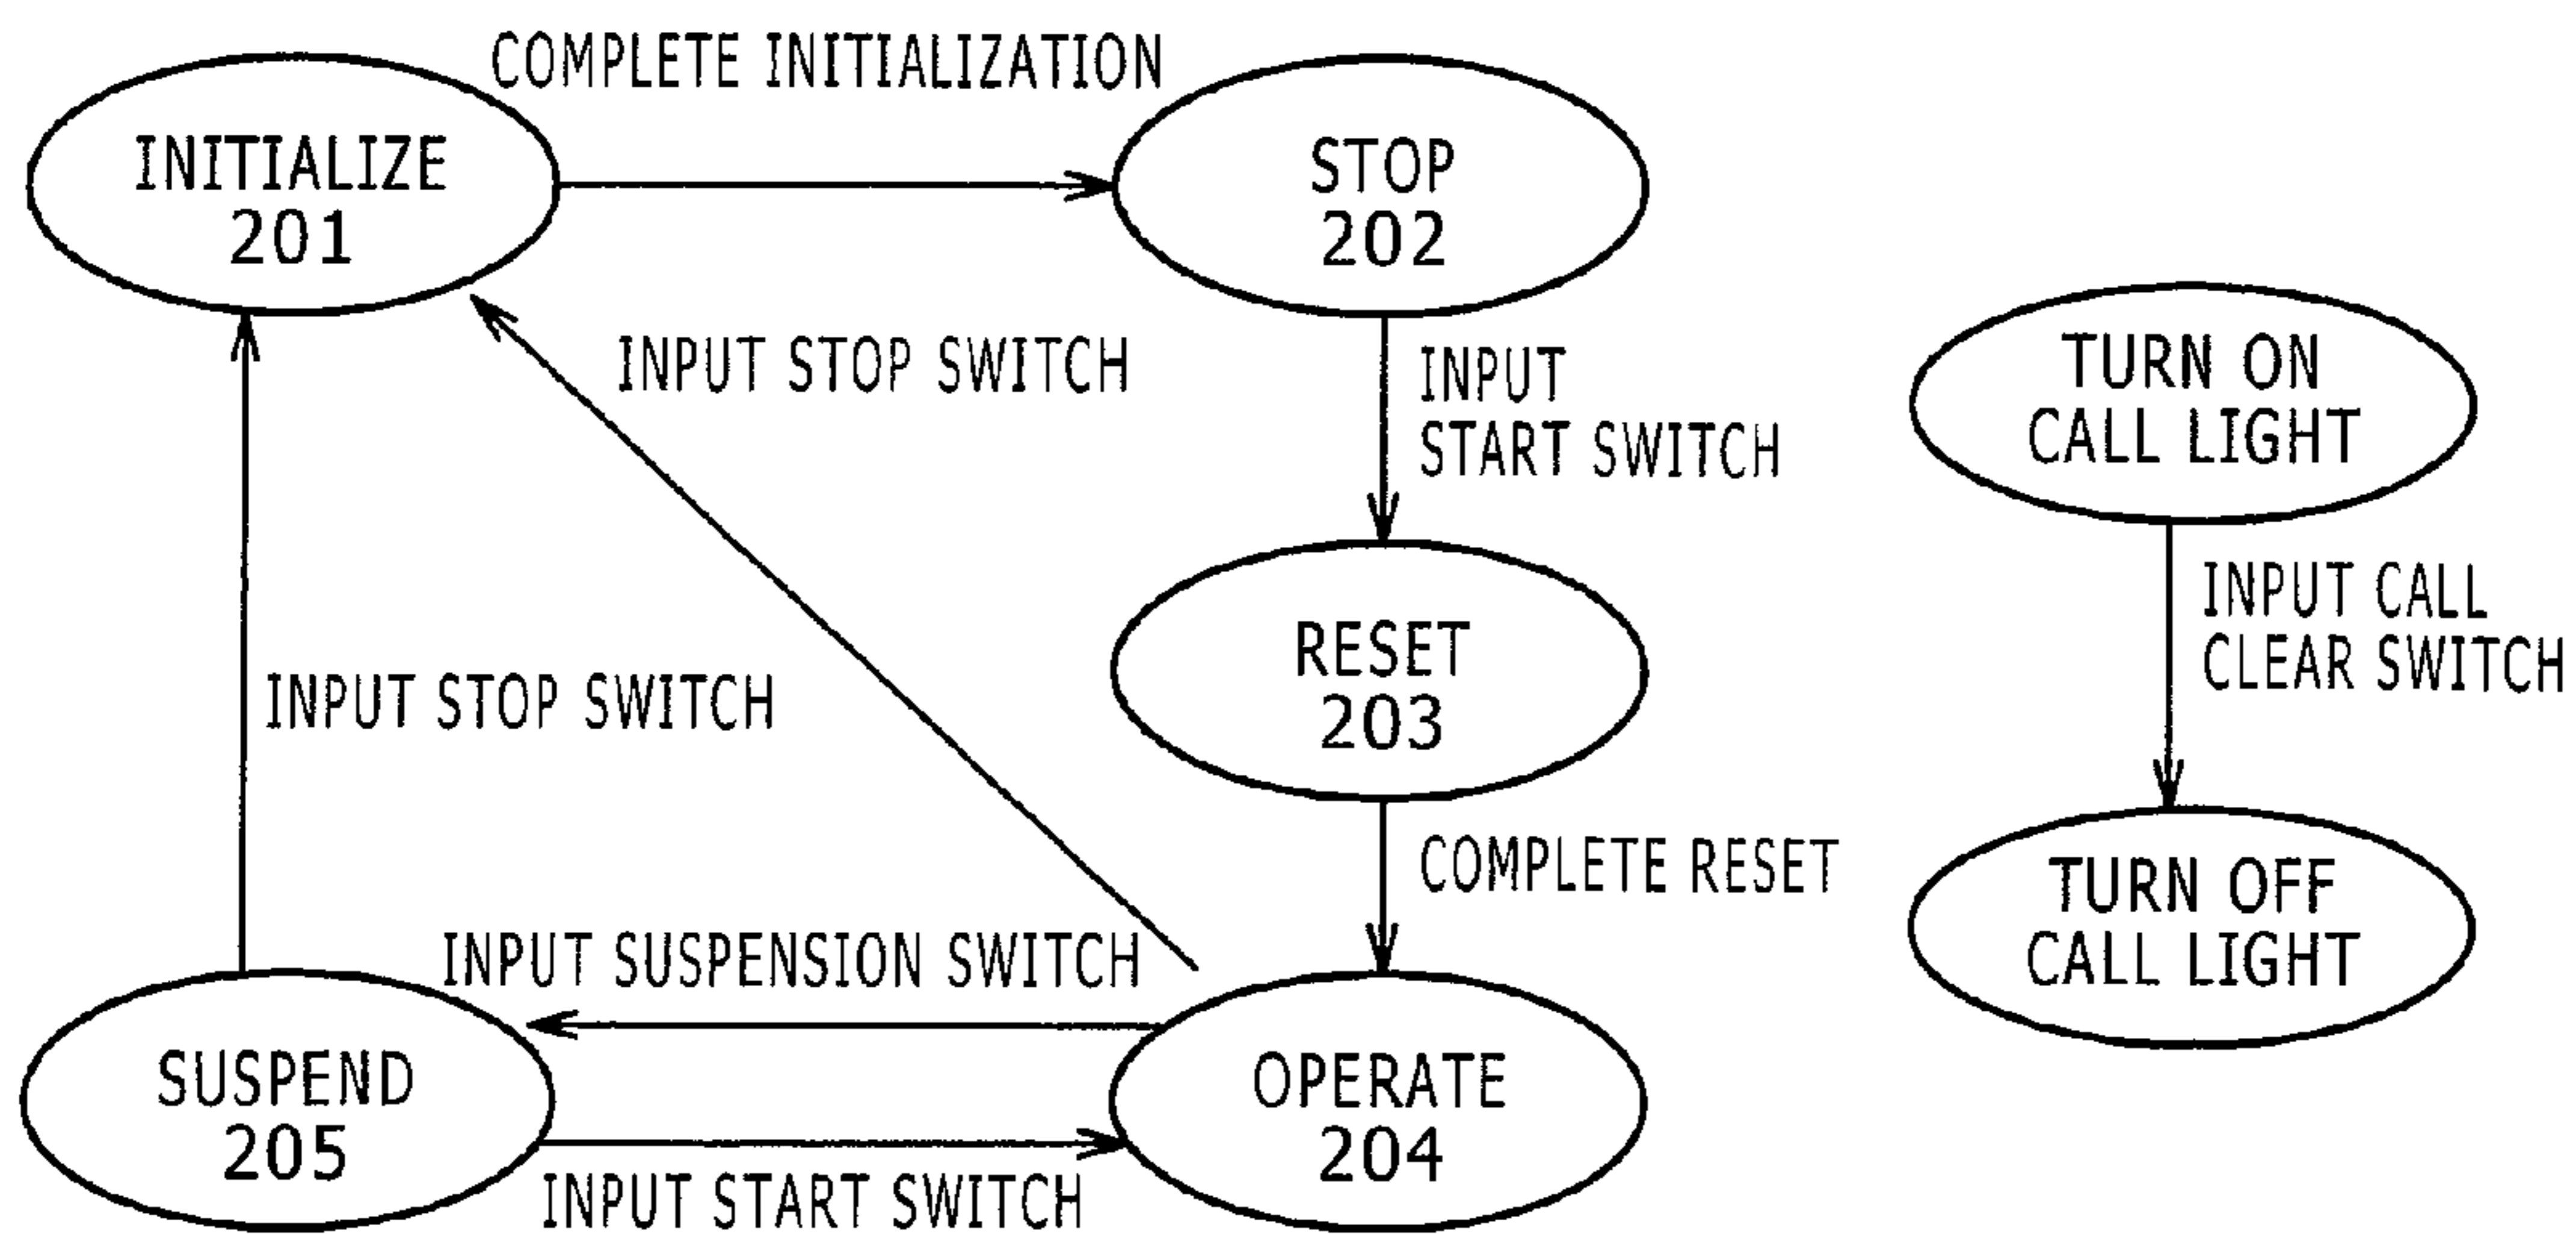 COMPLETE INITIALIZATION
INITIALIZE
201
STOP
202
INPUT STOP SWITCH
INPUT
START SWITCH
TURN ON
CALL LIGHT
INPUT STOP SWITCH
RESET
203
INPUT CALL
CLEAR SWITCH
COMPLETE RESET
INPUT SUSPENSION SWITCH
SUSPEND
205
OPERATE
204
INPUT START SWITCH
TURN OFF
CALL LIGHT